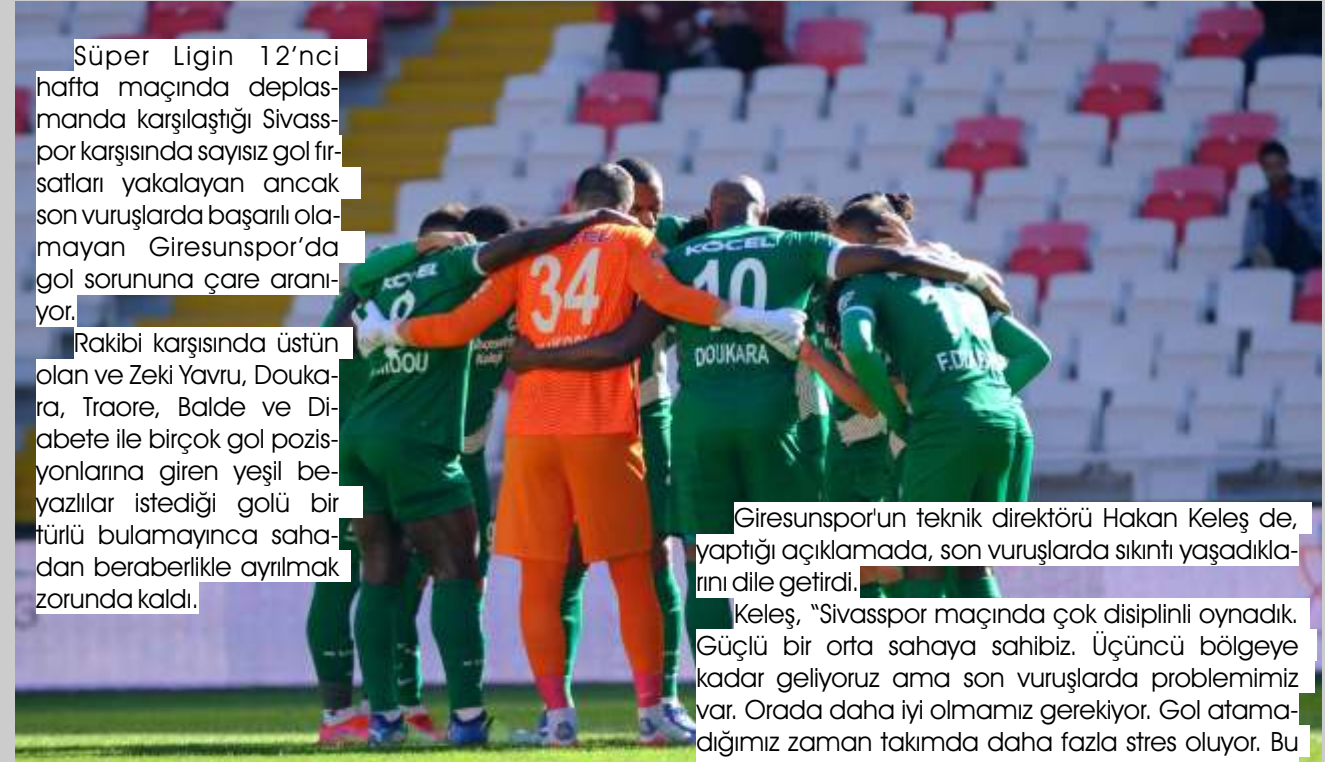 Süper Ligin 12’nci
hafta maçında deplas-
manda karşılaştığı Sivass-
por karşısında sayısız gol fır-
satları yakalayan ancak
son vuruşlarda başarılı ola-
mayan Giresunspor’da
gol sorununa çare aranı-
yor.
Rakibi karşısında üstün
olan ve Zeki Yavru, Douka-
ra, Traore, Balde ve Di-
abete ile birçok gol pozis-
yonlarına giren yeşil be-
yazlılar istediği golü bir
türlü bulamayınca saha-
dan beraberlikle ayrılmak
zorunda kaldı.
KÖÇEL
34
KÖÇEL
10
DOUKARA
Giresunspor'un teknik direktörü Hakan Keleş de,
yaptığı açıklamada, son vuruşlarda sıkıntı yaşadıkla-
rını dile getirdi.
Keleş, “Sivasspor maçında çok disiplinli oynadık.
Güçlü bir orta sahaya sahibiz. Üçüncü bölgeye
kadar geliyoruz ama son vuruşlarda problemimiz
var. Orada daha iyi olmamız gerekiyor. Gol atama-
dığımız zaman takımda daha fazla stres oluyor. Bu